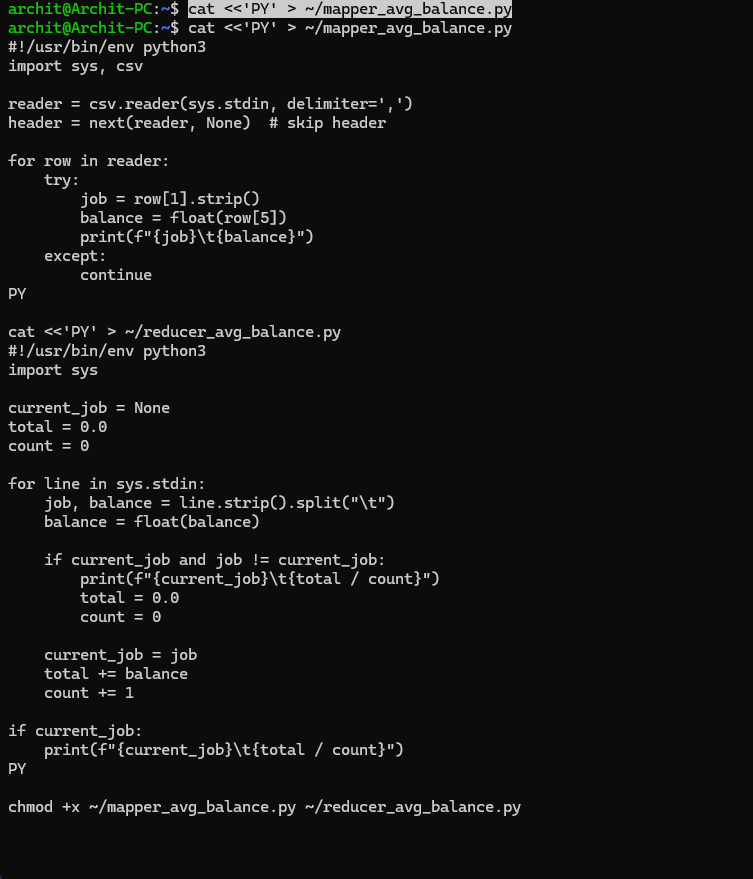 archit@Archit-PC:~$ cat <<'PY' > ~/mapper_avg_balance.py
archit@Archit-PC:~$ cat <<'PY' > ~/mapper_avg_balance.py
#!/usr/bin/env python3
import sys, csv

reader = csv.reader(sys.stdin, delimiter=',')
header = next(reader, None)  # skip header

for row in reader:
    try:
        job = row[1].strip()
        balance = float(row[5])
        print(f"{job}\t{balance}")
    except:
        continue
PY

cat <<'PY' > ~/reducer_avg_balance.py
#!/usr/bin/env python3
import sys

current_job = None
total = 0.0
count = 0

for line in sys.stdin:
    job, balance = line.strip().split("\t")
    balance = float(balance)

    if current_job and job != current_job:
        print(f"{current_job}\t{total / count}")
        total = 0.0
        count = 0

    current_job = job
    total += balance
    count += 1

if current_job:
    print(f"{current_job}\t{total / count}")
PY

chmod +x ~/mapper_avg_balance.py ~/reducer_avg_balance.py